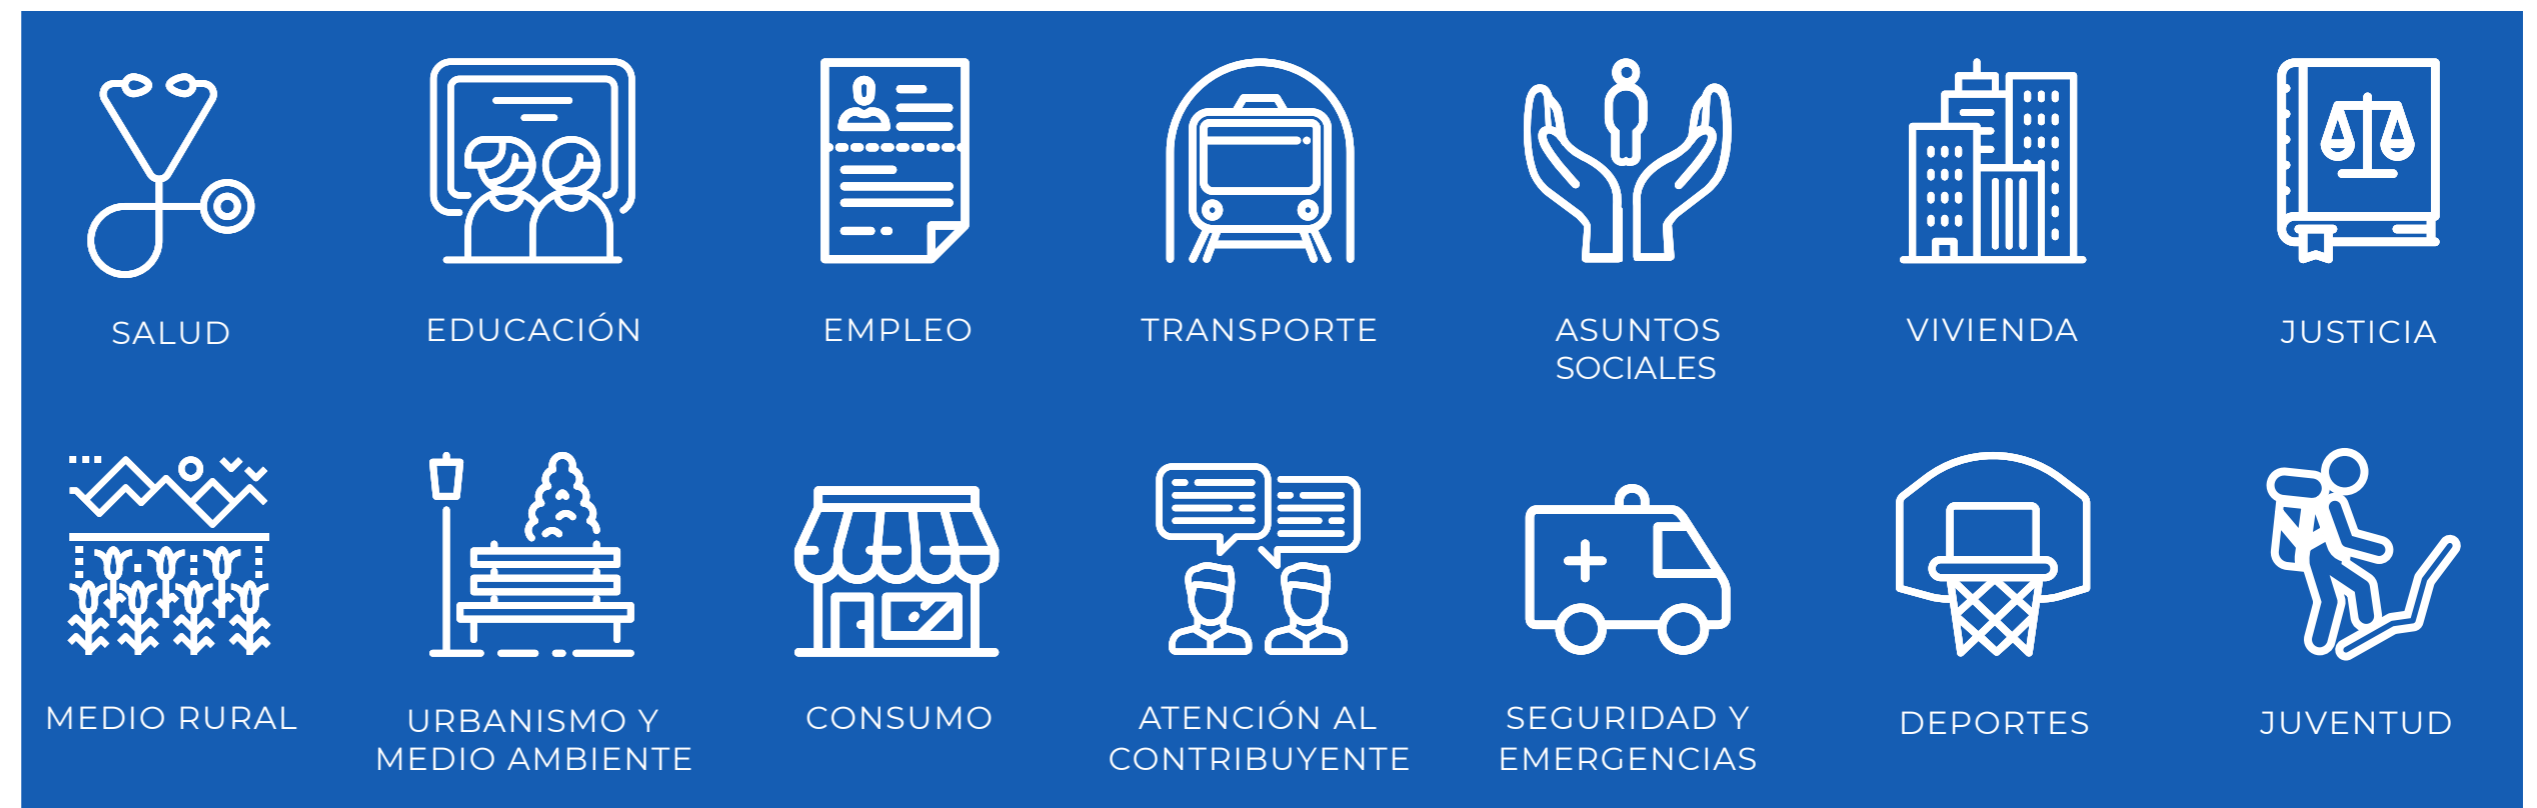 SALUD
EDUCACIÓN
EMPLEO
TRANSPORTE
ASUNTOS
SOCIALES
VIVIENDA
JUSTICIA
MEDIO RURAL
URBANISMO Y
MEDIO AMBIENTE
CONSUMO
ATENCIÓN AL
CONTRIBUYENTE
SEGURIDAD Y
EMERGENCIAS
DEPORTES
JUVENTUD